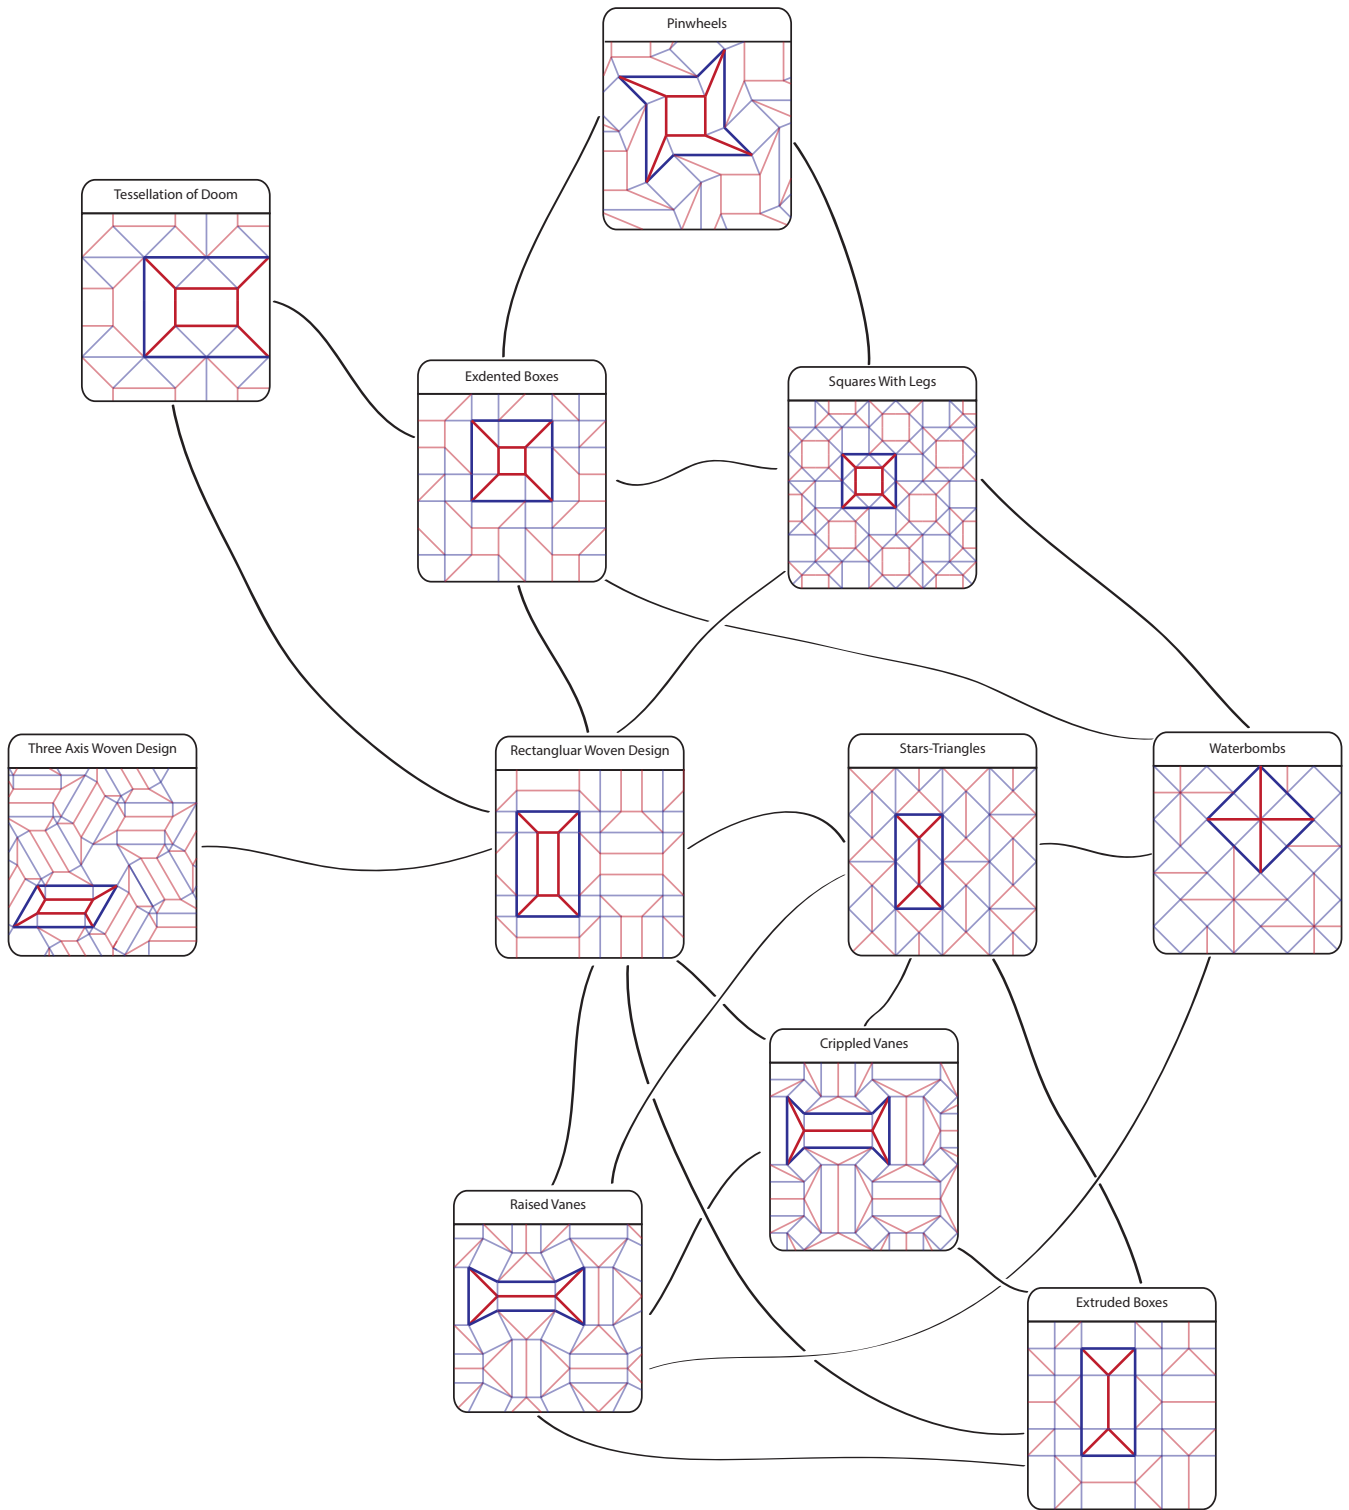 Pinwheels
Tessellation of Doom
Exdented Boxes
Squares With Legs
Three Axis Woven Design
Rectangluar Woven Design
Stars-Triangles
Waterbombs
Crippled Vanes
Raised Vanes
Extruded Boxes